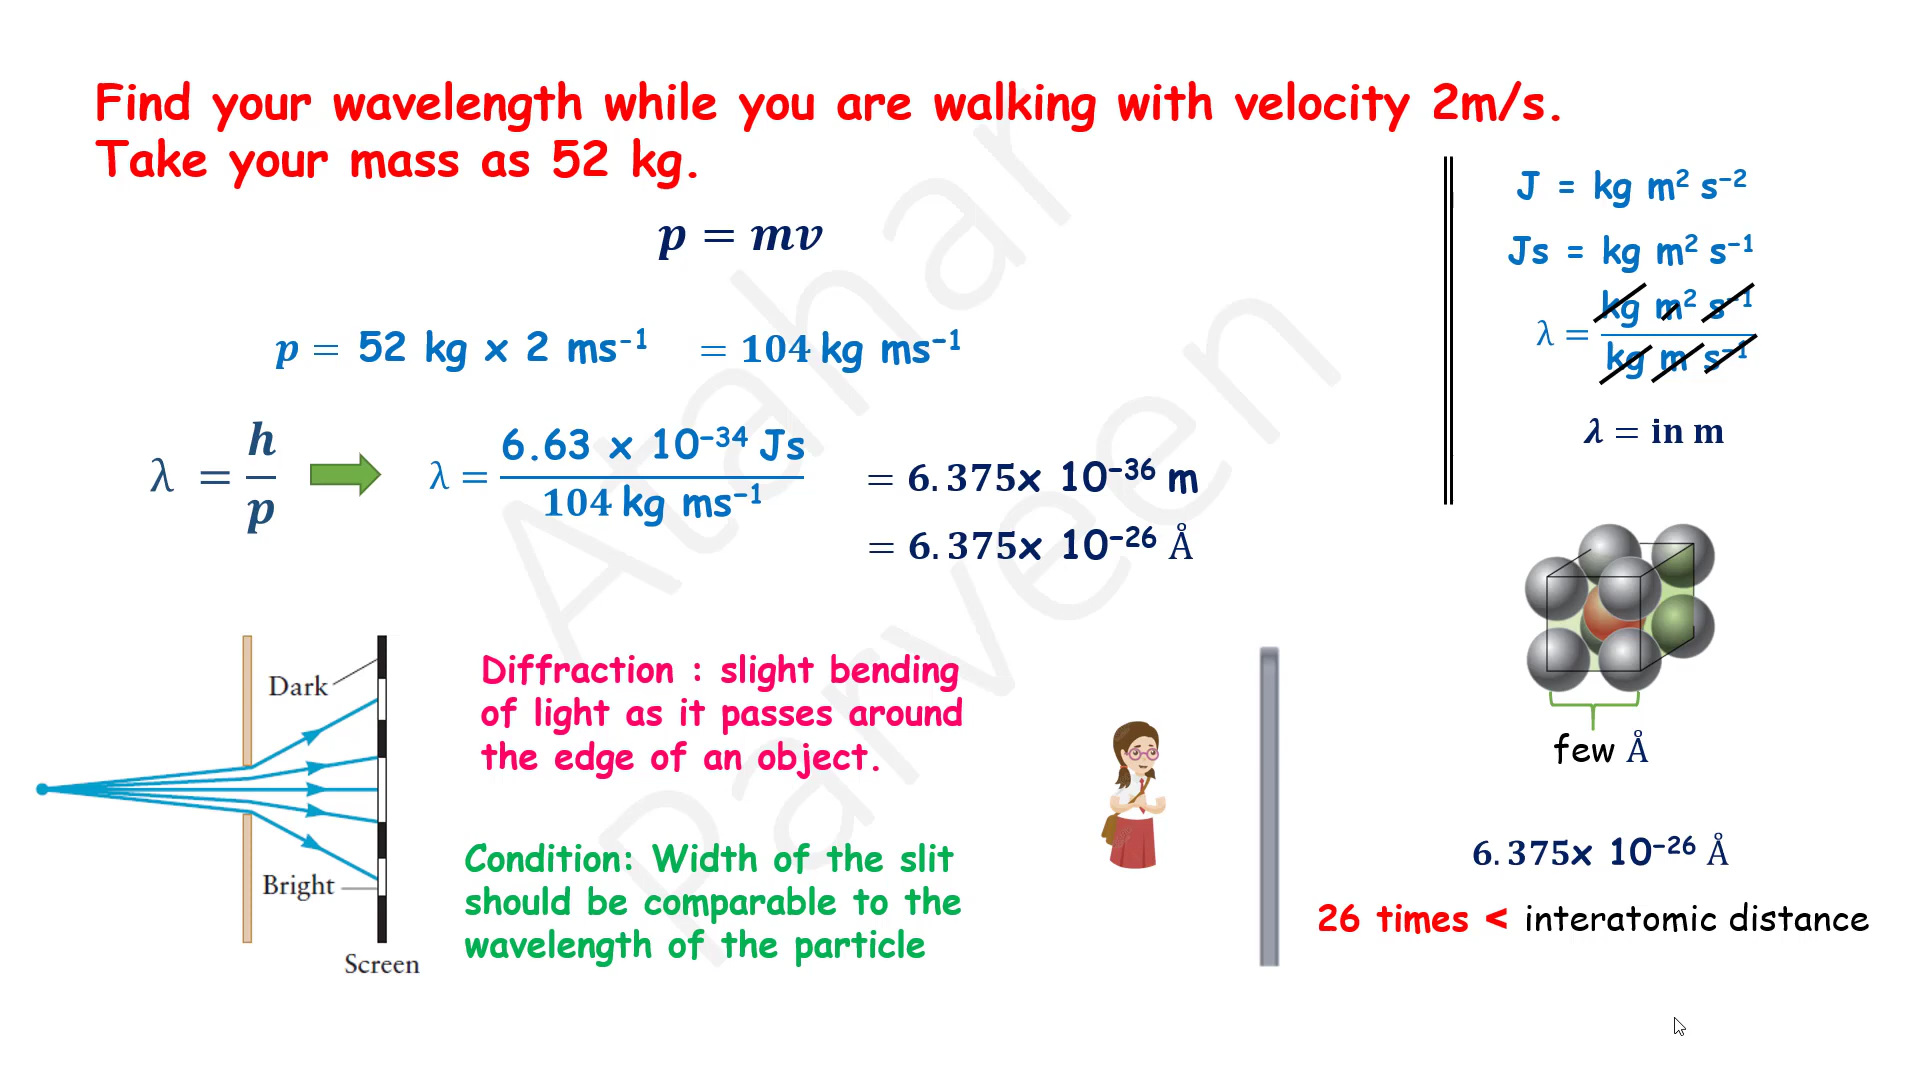 Find your wavelength while you are walking with velocity 2m/s.
Take your mass as 52 kg.
p = mv
p = 52 kg x 2 ms⁻¹ = 104 kg ms⁻¹
λ = h/p
λ = 6.63 x 10⁻³⁴ Js / 104 kg ms⁻¹
= 6.375x 10⁻³⁶ m
= 6.375x 10⁻²⁶ Å
J = kg m² s⁻²
Js = kg m² s⁻¹
λ = kg m² s⁻¹ / kg m s⁻¹
λ = in m
Dark
Bright
Screen
Diffraction : slight bending
of light as it passes around
the edge of an object.
Condition: Width of the slit
should be comparable to the
wavelength of the particle
few Å
6.375x 10⁻²⁶ Å
26 times < interatomic distance
Atahar
Parveen